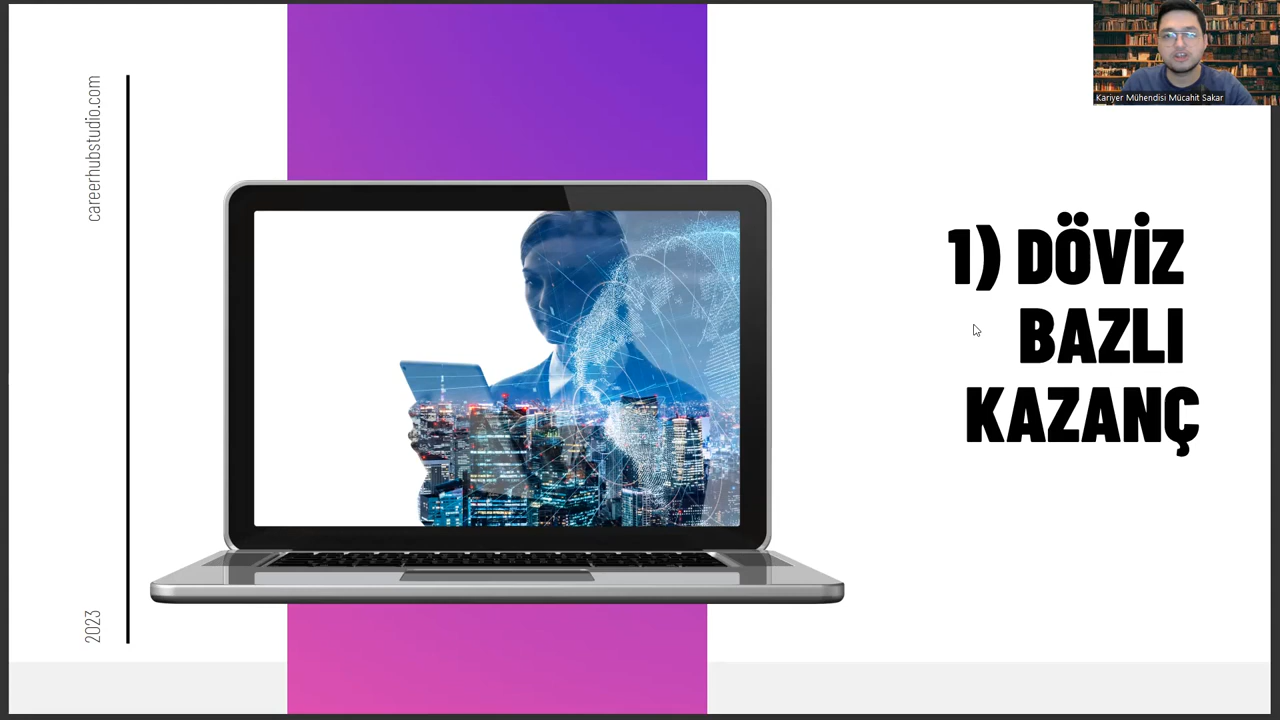 careerhubstudio.com
2023
1) DÖVİZ
BAZLI
KAZANÇ
Kariyer Mühendisi Mücahit Sakar